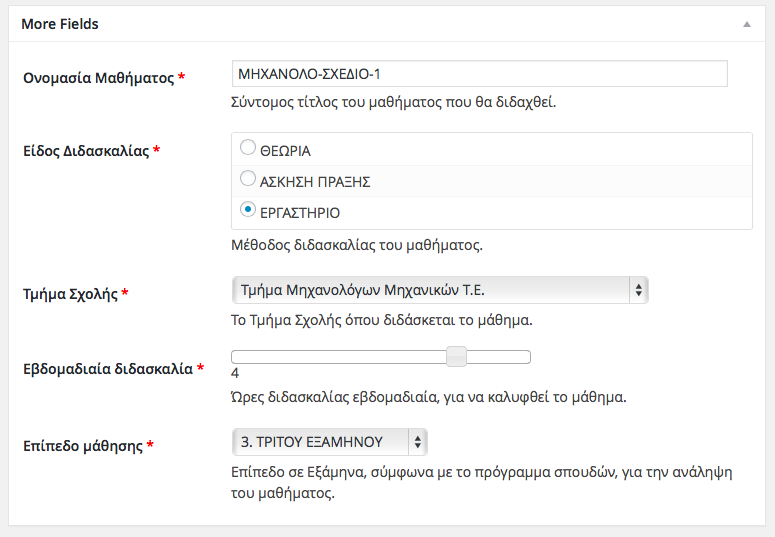 More Fields
Ονομασία Μαθήματος *
ΜΗΧΑΝΟΛΟ-ΣΧΕΔΙΟ-1
Σύντομος τίτλος του μαθήματος που θα διδαχθεί.
Είδος Διδασκαλίας *
ΘΕΩΡΙΑ
ΑΣΚΗΣΗ ΠΡΑΞΗΣ
ΕΡΓΑΣΤΗΡΙΟ
Μέθοδος διδασκαλίας του μαθήματος.
Τμήμα Σχολής *
Τμήμα Μηχανολόγων Μηχανικών Τ.Ε.
Το Τμήμα Σχολής όπου διδάσκεται το μάθημα.
Εβδομαδιαία διδασκαλία *
4
Ώρες διδασκαλίας εβδομαδιαία, για να καλυφθεί το μάθημα.
Επίπεδο μάθησης *
3. ΤΡΙΤΟΥ ΕΞΑΜΗΝΟΥ
Επίπεδο σε Εξάμηνα, σύμφωνα με το πρόγραμμα σπουδών, για την ανάληψη
του μαθήματος.